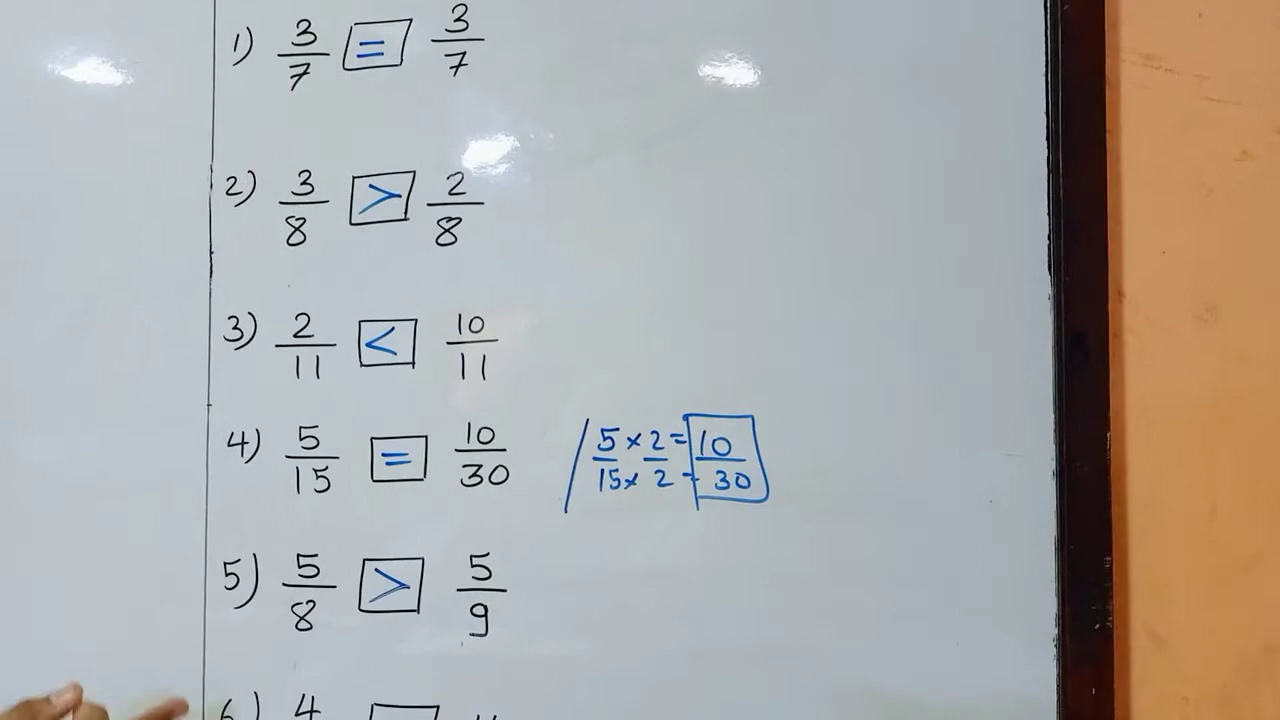 1) 3/7 = 3/7
2) 3/8 > 2/8
3) 2/11 < 10/11
4) 5/15 = 10/30
5/15 × 2/2 = 10/30
5) 5/8 > 5/9
6) 4